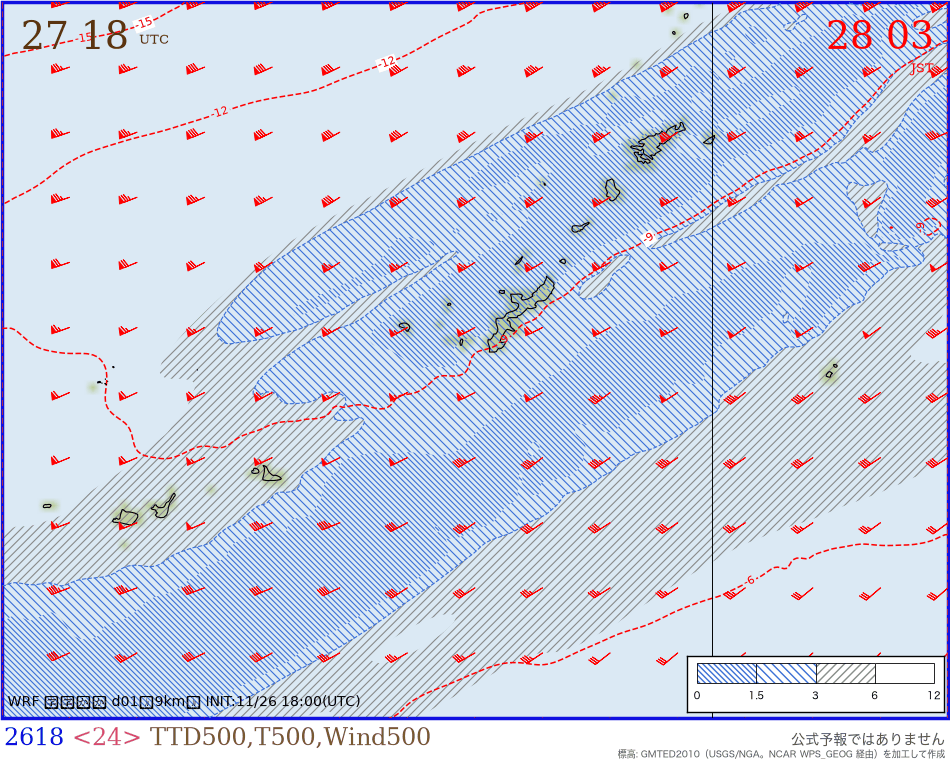 27 18 UTC
28 03
JST
-15
-15
-12
-12
-9
-9
-6
WRF d01 9km INIT:11/26 18:00(UTC)
0 1.5 3 6 12
2618 <24> TTD500,T500,Wind500
公式予報ではありません
標高: GMTED2010（USGS/NGA。NCAR WPS_GEOG 経由）を加工して作成